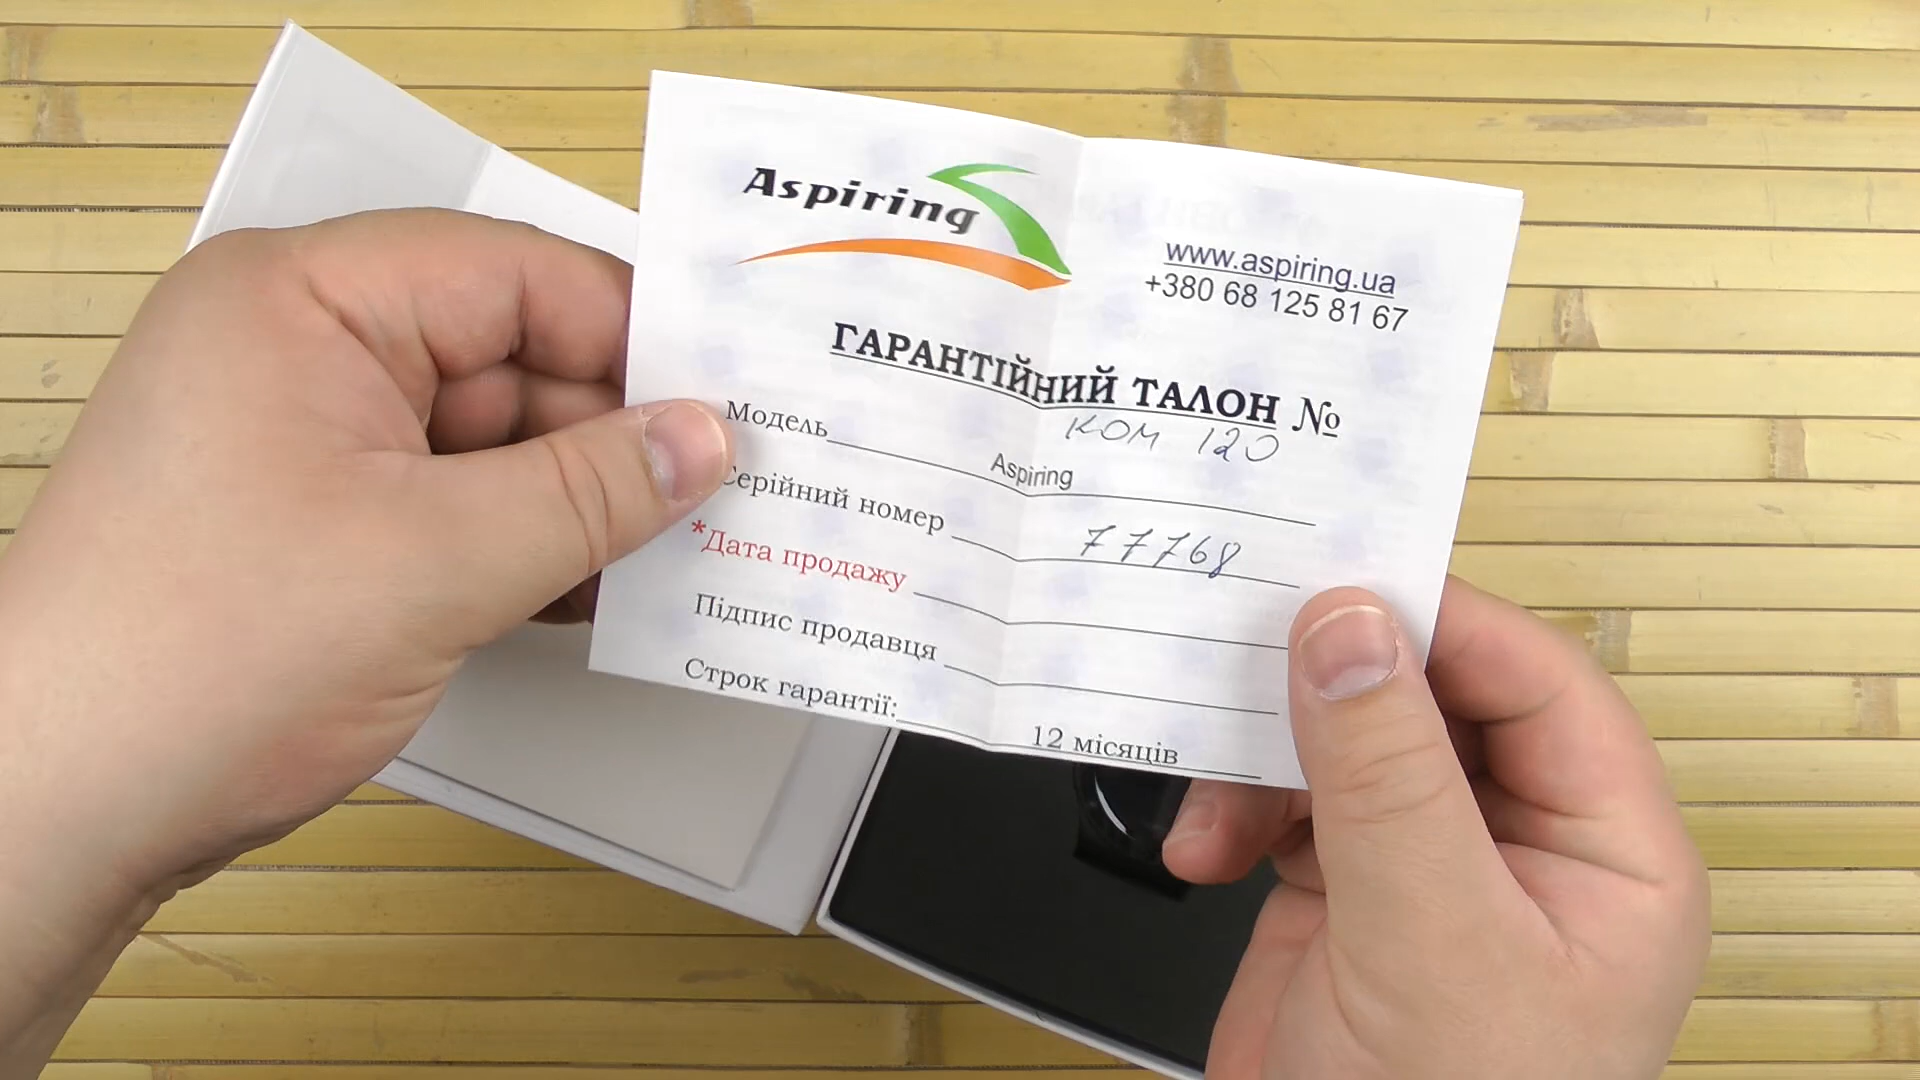 Aspiring
www.aspiring.ua
+380 68 125 81 67
ГАРАНТІЙНИЙ ТАЛОН №
Модель Aspiring КОМ 120
Серійний номер 77768
*Дата продажу
Підпис продавця
Строк гарантії: 12 місяців